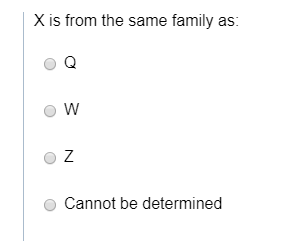 X is from the same family as:
Q
W
Z
Cannot be determined